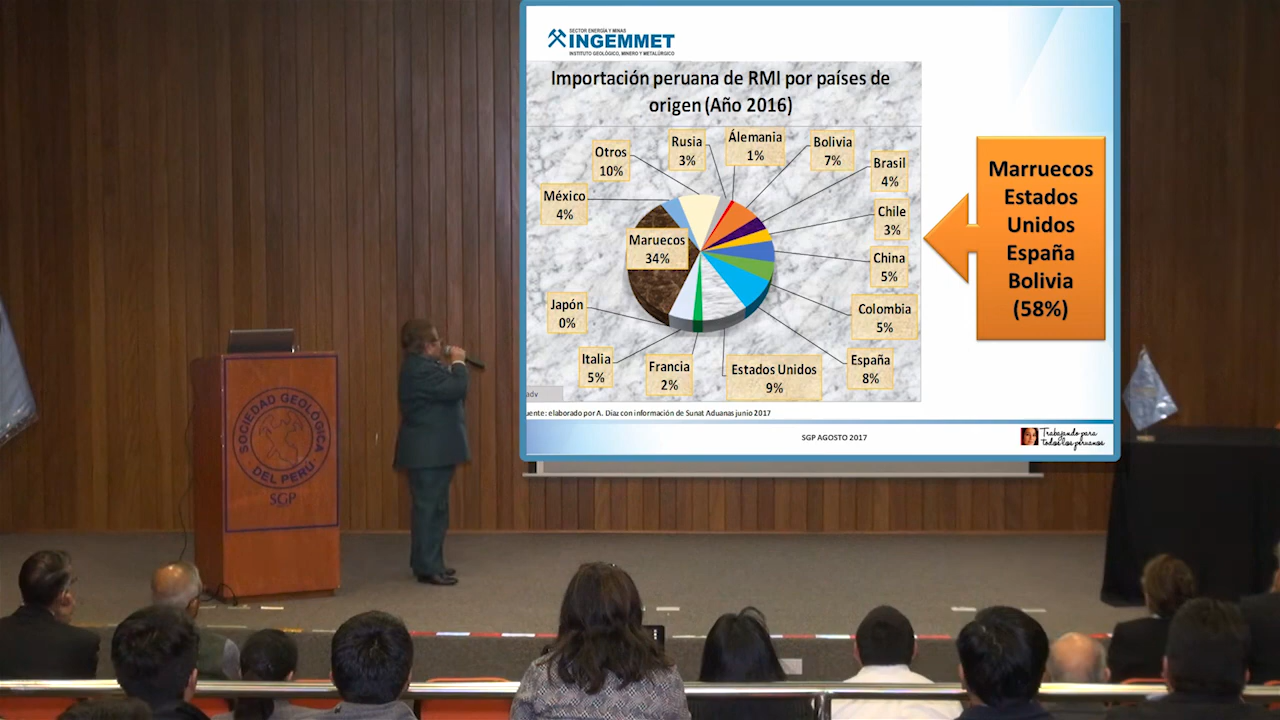 SECTOR ENERGÍA Y MINAS
INGEMMET
INSTITUTO GEOLÓGICO, MINERO Y METALÚRGICO
Importación peruana de RMI por países de
origen (Año 2016)
Rusia
3%
Álemania
1%
Bolivia
7%
Otros
10%
Brasil
4%
México
4%
Chile
3%
Maruecos
34%
China
5%
Japón
0%
Colombia
5%
Italia
5%
Francia
2%
Estados Unidos
9%
España
8%
adv
uente: elaborado por A. Diaz con información de Sunat Aduanas junio 2017
Marruecos
Estados
Unidos
España
Bolivia
(58%)
SGP AGOSTO 2017
Trabajando para
todos los peruanos
SOCIEDAD GEOLÓGICA
DEL PERÚ
SGP